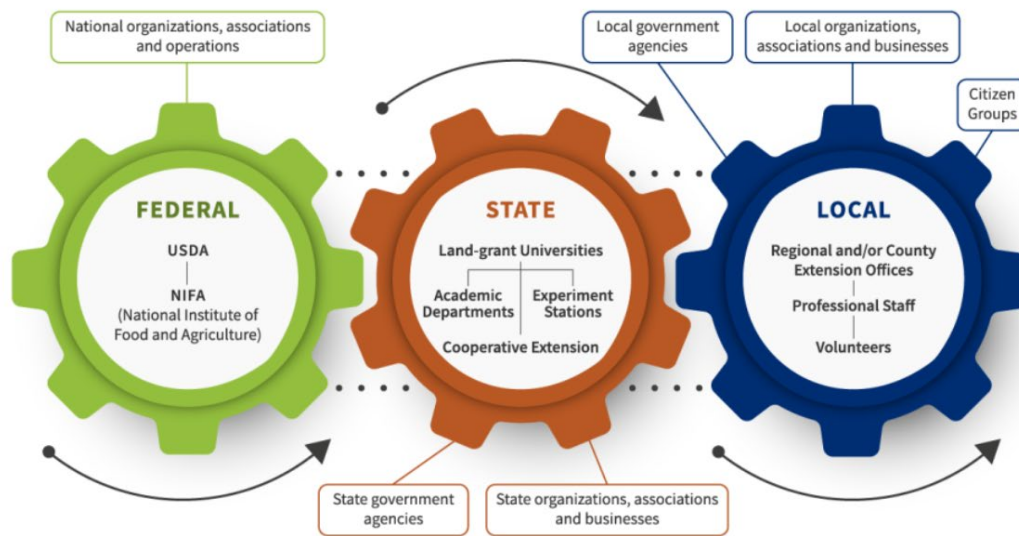 National organizations, associations
and operations
Local government
agencies
Local organizations,
associations and businesses
Citizen
Groups
FEDERAL
USDA
NIFA
(National Institute of
Food and Agriculture)
STATE
Land-grant Universities
Academic
Departments
Experiment
Stations
Cooperative Extension
LOCAL
Regional and/or County
Extension Offices
Professional Staff
Volunteers
State government
agencies
State organizations, associations
and businesses